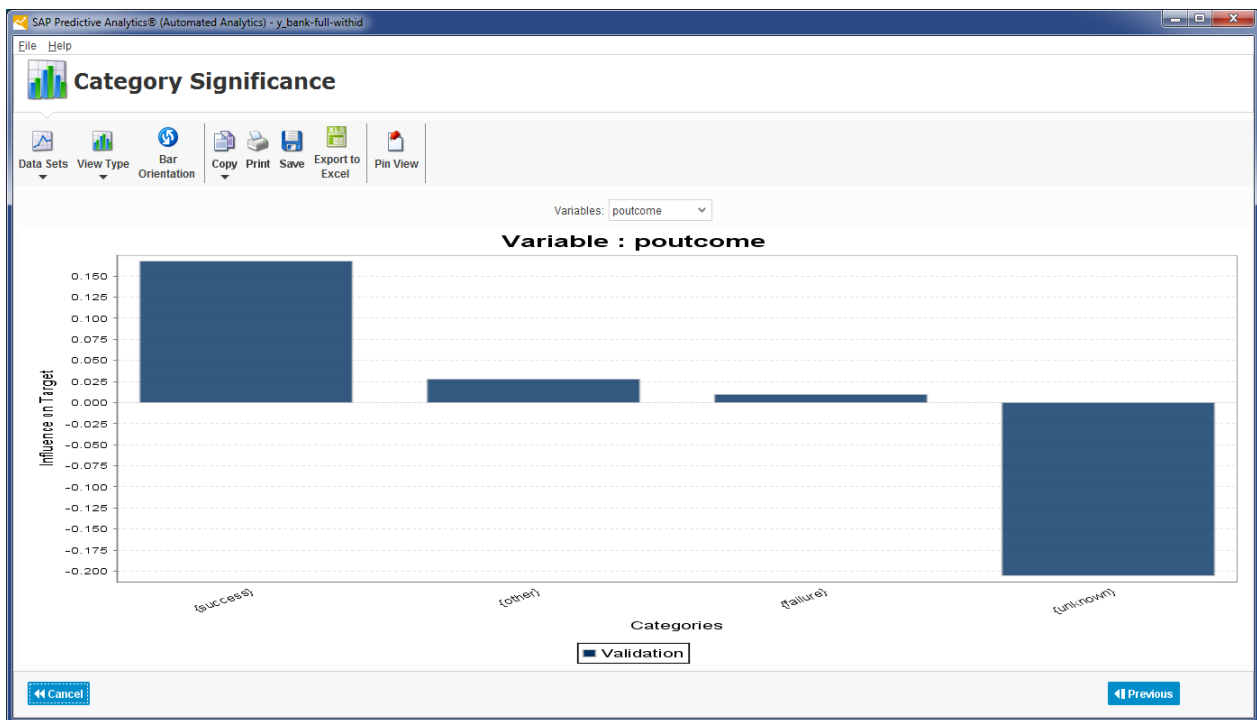 SAP Predictive Analytics® (Automated Analytics) - y_bank-full-withid
File Help
Category Significance
Data Sets
View Type
Bar Orientation
Copy
Print
Save
XLS
Export to Excel
Pin View
Variables: poutcome
Variable : poutcome
Influence on Target
0.150
0.125
0.100
0.075
0.050
0.025
0.000
-0.025
-0.050
-0.075
-0.100
-0.125
-0.150
-0.175
-0.200
{success}
{other}
{failure}
{unknown}
Categories
Validation
Cancel
Previous